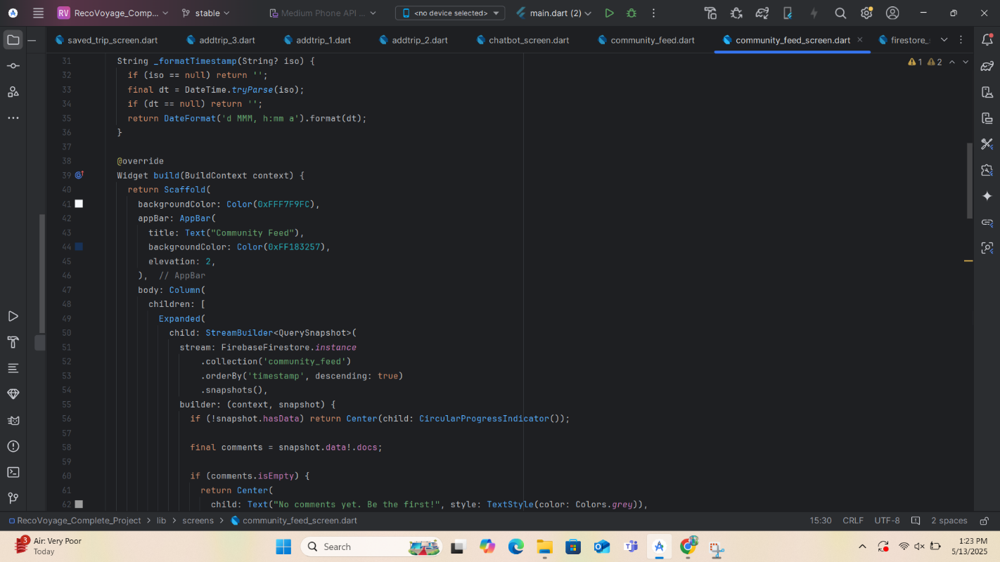 RV RecoVoyage_Comp... stable Medium Phone API ... <no device selected> main.dart (2)
saved_trip_screen.dart addtrip_3.dart addtrip_1.dart addtrip_2.dart chatbot_screen.dart community_feed.dart community_feed_screen.dart firestore_
31 String _formatTimestamp(String? iso) {
1 2
32 if (iso == null) return '';
33 final dt = DateTime.tryParse(iso);
34 if (dt == null) return '';
35 return DateFormat('d MMM, h:mm a').format(dt);
36 }
37
38 @override
39 Widget build(BuildContext context) {
40 return Scaffold(
41 backgroundColor: Color(0xFFF7F9FC),
42 appBar: AppBar(
43 title: Text("Community Feed"),
44 backgroundColor: Color(0xFF183257),
45 elevation: 2,
46 ), // AppBar
47 body: Column(
48 children: [
49 Expanded(
50 child: StreamBuilder<QuerySnapshot>(
51 stream: FirebaseFirestore.instance
52 .collection('community_feed')
53 .orderBy('timestamp', descending: true)
54 .snapshots(),
55 builder: (context, snapshot) {
56 if (!snapshot.hasData) return Center(child: CircularProgressIndicator());
57
58 final comments = snapshot.data!.docs;
59
60 if (comments.isEmpty) {
61 return Center(
62 child: Text("No comments yet. Be the first!", style: TextStyle(color: Colors.grey)),
RecoVoyage_Complete_Project > lib > screens > community_feed_screen.dart 15:30 CRLF UTF-8 2 spaces
3 Air: Very Poor
Today
Search
1:23 PM
5/13/2025